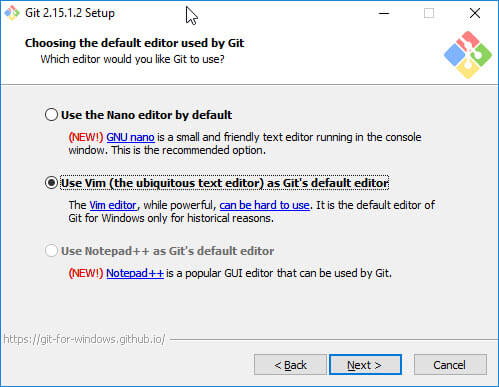 Git 2.15.1.2 Setup
Choosing the default editor used by Git
Which editor would you like Git to use?
Use the Nano editor by default
(NEW!) GNU nano is a small and friendly text editor running in the console
window. This is the recommended option.
Use Vim (the ubiquitous text editor) as Git's default editor
The Vim editor, while powerful, can be hard to use. It is the default editor of
Git for Windows only for historical reasons.
Use Notepad++ as Git's default editor
(NEW!) Notepad++ is a popular GUI editor that can be used by Git.
https://git-for-windows.github.io/
< Back
Next >
Cancel